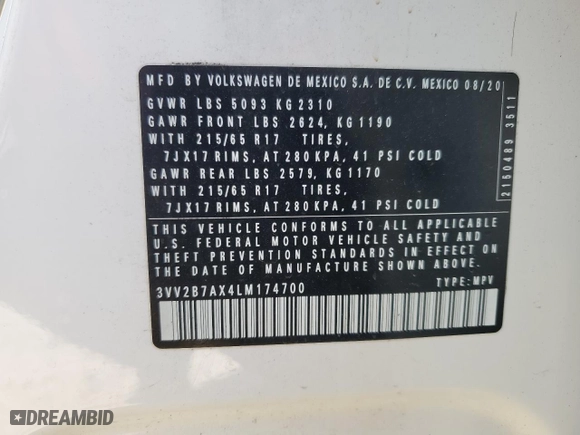 MFD BY VOLKSWAGEN DE MEXICO S.A. DE C.V. MEXICO 08/20
GVWR LBS 5093 KG 2310
GAWR FRONT LBS 2624, KG 1190
WITH 215/65 R17 TIRES,
7JX17 RIMS, AT 280 KPA, 41 PSI COLD
GAWR REAR LBS 2579, KG 1170
WITH 215/65 R17 TIRES,
7JX17 RIMS, AT 280 KPA, 41 PSI COLD
THIS VEHICLE CONFORMS TO ALL APPLICABLE
U.S. FEDERAL MOTOR VEHICLE SAFETY AND
THEFT PREVENTION STANDARDS IN EFFECT ON
THE DATE OF MANUFACTURE SHOWN ABOVE.
3VV2B7AX4LM174700 TYPE: MPV
2150489 3511
DREAMBID